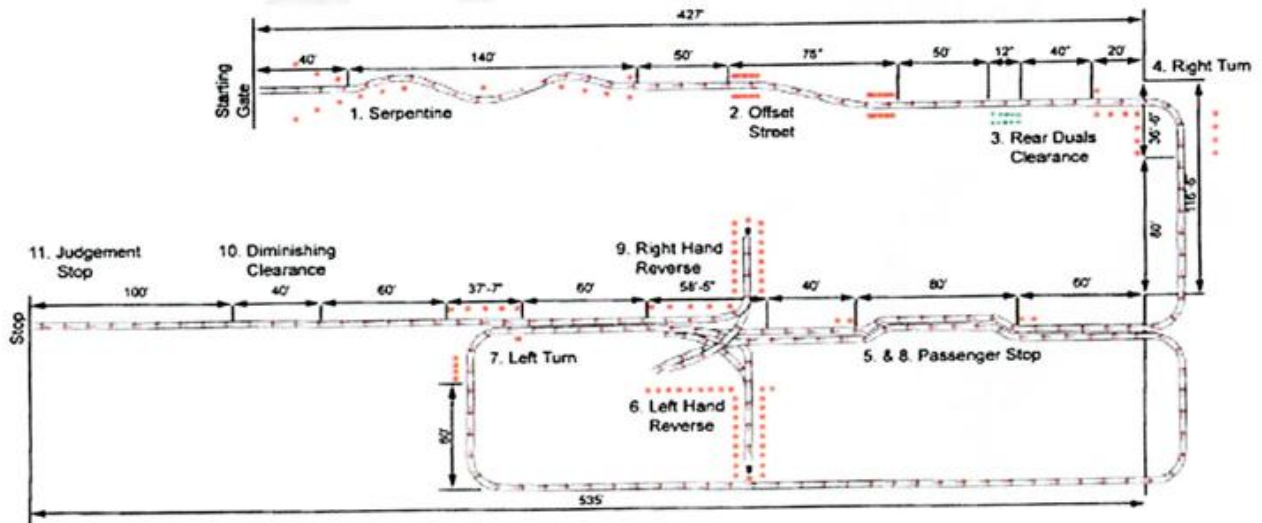 427'
40'
140'
50'
75"
50'
12"
40"
20'
4. Right Turn
Starting
Gate
1. Serpentine
2. Offset
Street
3. Rear Duals
Clearance
36'-6"
116'-6"
80'
11. Judgement
Stop
10. Diminishing
Clearance
9. Right Hand
Reverse
100'
40'
60'
37'-7"
60'
58'-5"
40'
80'
60'
Stop
7. Left Turn
5. & 8. Passenger Stop
6. Left Hand
Reverse
60'
535'